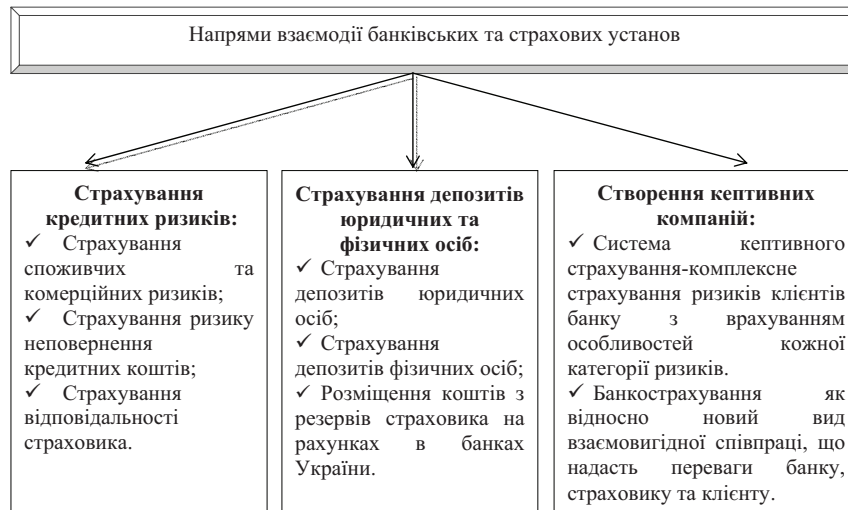 Напрями взаємодії банківських та страхових установ
Страхування
кредитних ризиків:
✓ Страхування
споживчих та
комерційних ризиків;
✓ Страхування ризику
неповернення
кредитних коштів;
✓ Страхування
відповідальності
страховика.
Страхування депозитів
юридичних та
фізичних осіб:
✓ Страхування
депозитів юридичних
осіб;
✓ Страхування
депозитів фізичних осіб;
✓ Розміщення коштів з
резервів страховика на
рахунках в банках
України.
Створення кептивних
компаній:
✓ Система кептивного
страхування-комплексне
страхування ризиків клієнтів
банку з врахуванням
особливостей кожної
категорії ризиків.
✓ Банкострахування як
відносно новий вид
взаємовигідної співпраці, що
надасть переваги банку,
страховику та клієнту.